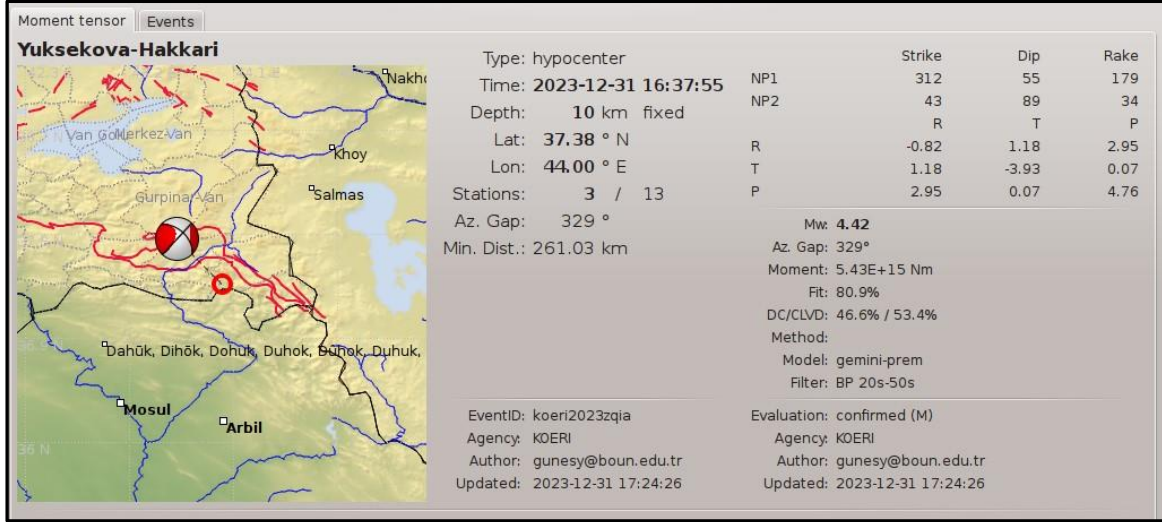 Moment tensor Events
Yuksekova-Hakkari
Nakh
Van Golu
Merkez-Van
Khoy
Salmas
Gurpinar-Van
Dahūk, Dihōk, Dohuk, Duhok, Dŭhok, Duhuk,
Mosul
Arbil
36 N
Type: hypocenter
Time: 2023-12-31 16:37:55
Depth: 10 km fixed
Lat: 37.38 ° N
Lon: 44.00 ° E
Stations: 3 / 13
Az. Gap: 329 °
Min. Dist.: 261.03 km
EventID: koeri2023zqia
Agency: KOERI
Author: gunesy@boun.edu.tr
Updated: 2023-12-31 17:24:26
Strike Dip Rake
NP1 312 55 179
NP2 43 89 34
R T P
R -0.82 1.18 2.95
T 1.18 -3.93 0.07
P 2.95 0.07 4.76
Mw: 4.42
Az. Gap: 329°
Moment: 5.43E+15 Nm
Fit: 80.9%
DC/CLVD: 46.6% / 53.4%
Method:
Model: gemini-prem
Filter: BP 20s-50s
Evaluation: confirmed (M)
Agency: KOERI
Author: gunesy@boun.edu.tr
Updated: 2023-12-31 17:24:26